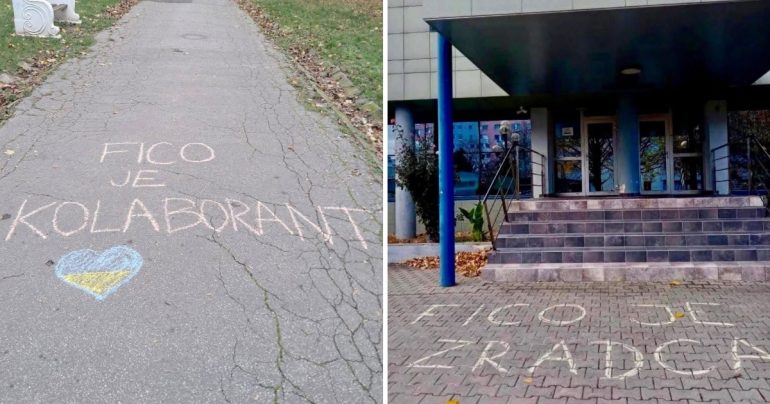 FICO
JE
KOLABORANT
FICO JE
ZRADCA